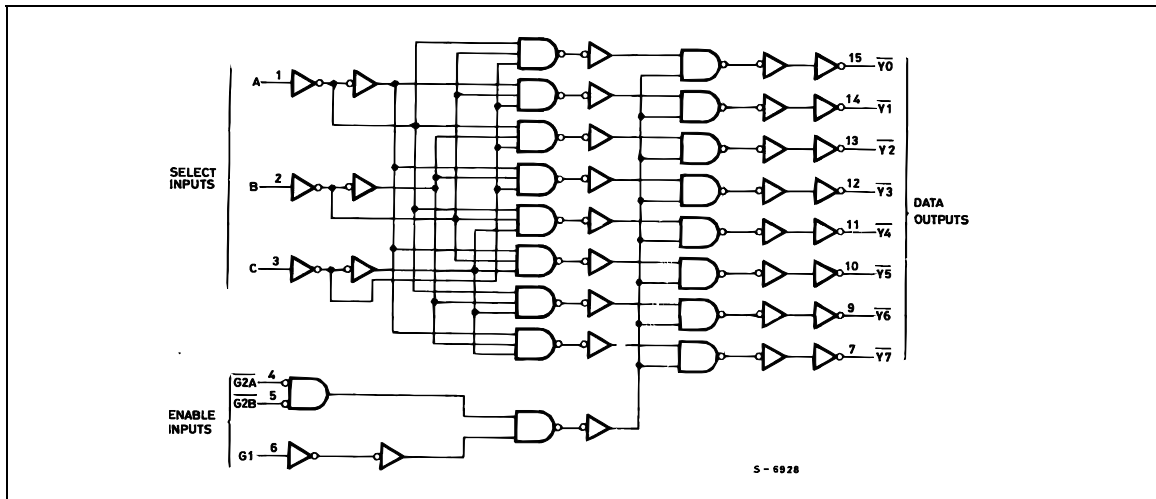 SELECT
INPUTS
A 1
B 2
C 3
15 Y0
14 Y1
13 Y2
12 Y3
11 Y4
10 Y5
9 Y6
7 Y7
DATA
OUTPUTS
ENABLE
INPUTS
G2A 4
G2B 5
G1 6
S - 6928